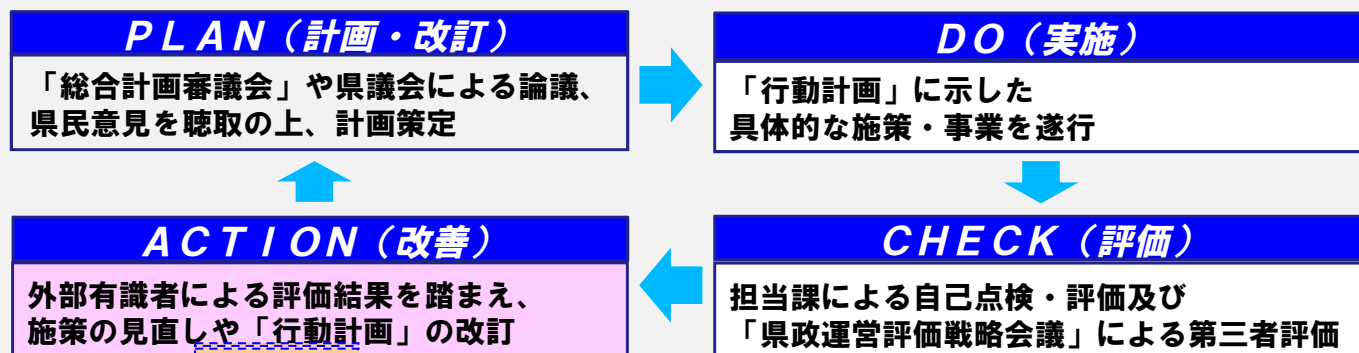 PLAN(計画・改訂)
「総合計画審議会」や県議会による論議、
県民意見を聴取の上、計画策定
DO(実施)
「行動計画」に示した
具体的な施策・事業を遂行
ACTION(改善)
外部有識者による評価結果を踏まえ、
施策の見直しや「行動計画」の改訂
CHECK(評価)
担当課による自己点検・評価及び
「県政運営評価戦略会議」による第三者評価